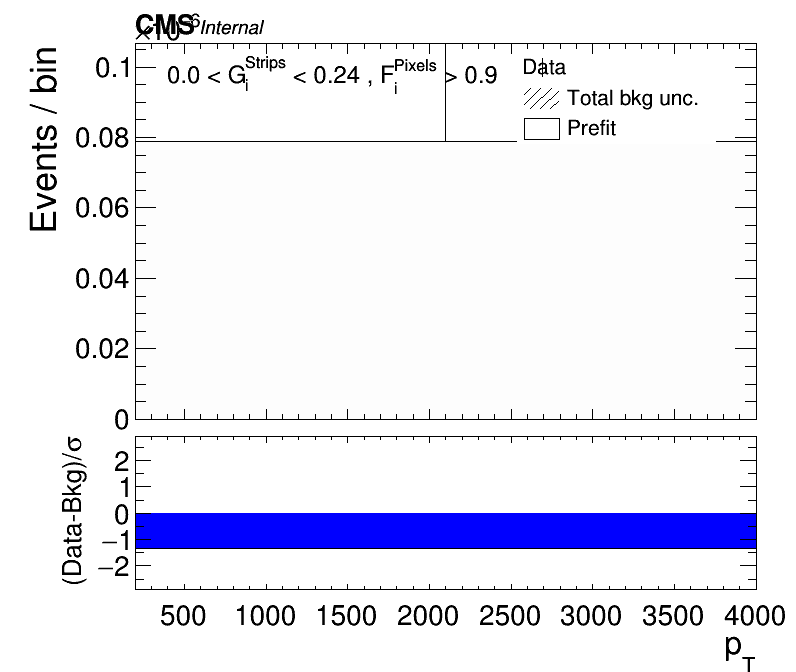 CMS Internal
×10⁻⁶
Events / bin
0.1
0.08
0.06
0.04
0.02
0
0.0 < G_i^Strips < 0.24 , F_i^Pixels > 0.9
Data
Total bkg unc.
Prefit
(Data-Bkg)/σ
2
1
0
−1
−2
500 1000 1500 2000 2500 3000 3500 4000
p_T